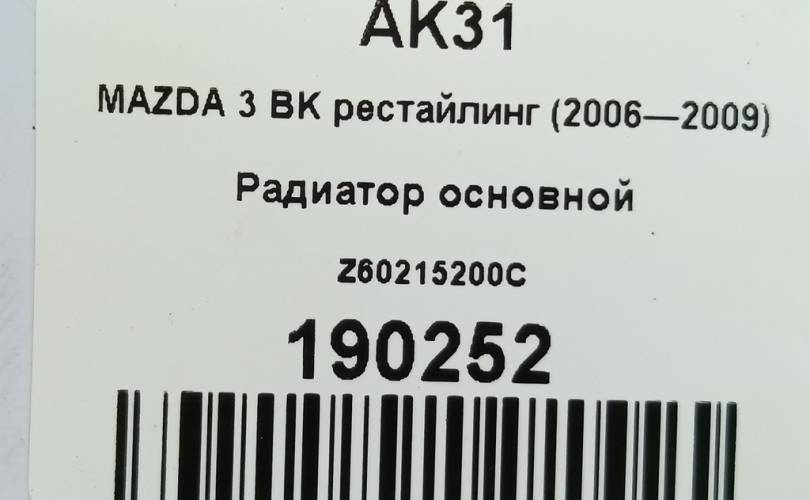 AK31
MAZDA 3 BK рестайлинг (2006—2009)
Радиатор основной
Z60215200C
190252